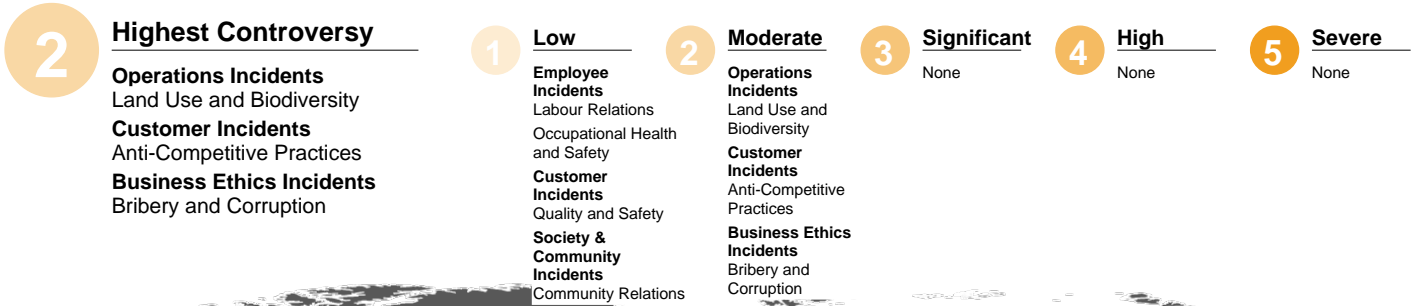 2
Highest Controversy
Operations Incidents
Land Use and Biodiversity
Customer Incidents
Anti-Competitive Practices
Business Ethics Incidents
Bribery and Corruption
1
Low
Employee
Incidents
Labour Relations
Occupational Health
and Safety
Customer
Incidents
Quality and Safety
Society &
Community
Incidents
Community Relations
2
Moderate
Operations
Incidents
Land Use and
Biodiversity
Customer
Incidents
Anti-Competitive
Practices
Business Ethics
Incidents
Bribery and
Corruption
3
Significant
None
4
High
None
5
Severe
None